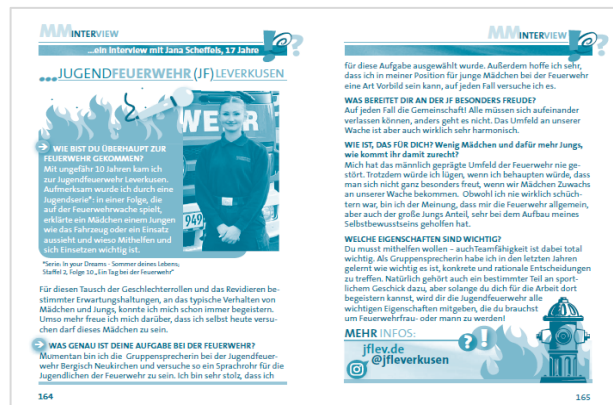 MM INTERVIEW
...ein Interview mit Jana Scheffels, 17 Jahre
...JUGENDFEUERWEHR (JF) LEVERKUSEN
WIE BIST DU ÜBERHAUPT ZUR
FEUERWEHR GEKOMMEN?
Mit ungefähr 10 Jahren kam ich
zur Jugendfeuerwehr Leverkusen.
Aufmerksam wurde ich durch eine
Jugendserie*: in einer Folge, die
auf der Feuerwehrwache spielt,
erklärte ein Mädchen einem Jungen
wie das Fahrzeug oder ein Einsatz
aussieht und wieso Mithelfen und
sich Einsetzen wichtig ist.
WEHR
949
*Serie: In your Dreams - Sommer deines Lebens,
Staffel 2, Folge 10 „Ein Tag bei der Feuerwehr"
Für diesen Tausch der Geschlechterrollen und das Revidieren be-
stimmter Erwartungshaltungen, an das typische Verhalten von
Mädchen und Jungs, konnte ich mich schon immer begeistern.
Umso mehr freue ich mich darüber, dass ich selbst heute versu-
chen darf dieses Mädchen zu sein.
WAS GENAU IST DEINE AUFGABE BEI DER FEUERWEHR?
Momentan bin ich die Gruppensprecherin bei der Jugendfeuer-
wehr Bergisch Neukirchen und versuche so ein Sprachrohr für die
Jugendlichen der Feuerwehr zu sein. Ich bin sehr stolz, dass ich
164
MM INTERVIEW
für diese Aufgabe ausgewählt wurde. Außerdem hoffe ich sehr,
dass ich in meiner Position für junge Mädchen bei der Feuerwehr
eine Art Vorbild sein kann, auf jeden Fall versuche ich es.
WAS BEREITET DIR AN DER JF BESONDERS FREUDE?
Auf jeden Fall die Gemeinschaft! Alle müssen sich aufeinander
verlassen können, anders geht es nicht. Das Umfeld an unserer
Wache ist aber auch wirklich sehr harmonisch.
WIE IST, DAS FÜR DICH? Wenig Mädchen und dafür mehr Jungs,
wie kommt ihr damit zurecht?
Mich hat das männlich geprägte Umfeld der Feuerwehr nie ge-
stört. Trotzdem würde ich lügen, wenn ich behaupten würde, dass
man sich nicht ganz besonders freut, wenn wir Mädchen Zuwachs
an unserer Wache bekommen. Obwohl ich nie wirklich schüch-
tern war, bin ich der Meinung, dass mir die Feuerwehr allgemein,
aber auch der große Jungs Anteil, sehr bei dem Aufbau meines
Selbstbewusstseins geholfen hat.
WELCHE EIGENSCHAFTEN SIND WICHTIG?
Du musst mithelfen wollen – auchTeamfähigkeit ist dabei total
wichtig. Als Gruppensprecherin habe ich in den letzten Jahren
gelernt wie wichtig es ist, konkrete und rationale Entscheidungen
zu treffen. Natürlich gehört auch ein bestimmter Teil an sport-
lichem Geschick dazu, aber solange du dich für die Arbeit dort
begeistern kannst, wird dir die Jugendfeuerwehr alle
wichtigen Eigenschaften mitgeben, die du brauchst
um Feuerwehrfrau- oder mann zu werden!
MEHR INFOS:
jflev.de
@jfleverkusen
165